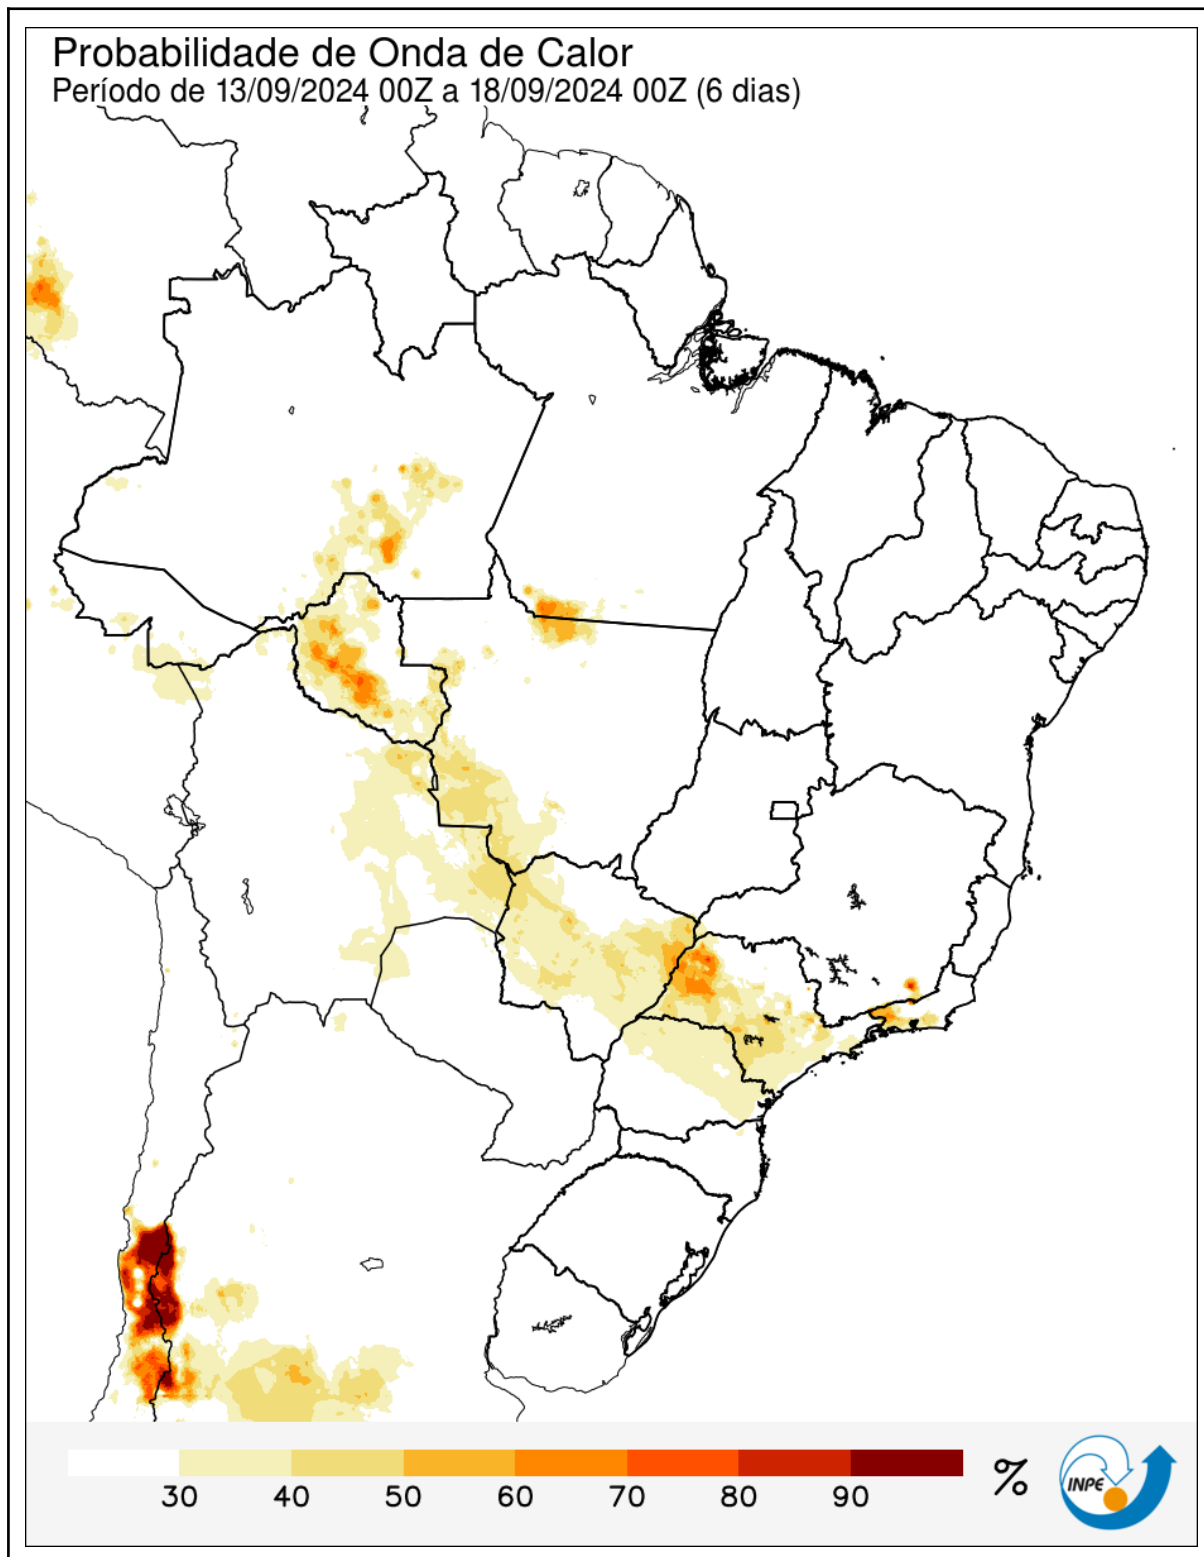 Probabilidade de Onda de Calor
Período de 13/09/2024 00Z a 18/09/2024 00Z (6 dias)
30 40 50 60 70 80 90 %
INPE